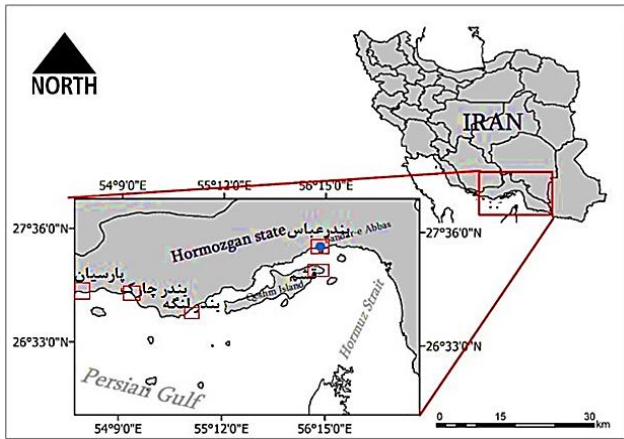 NORTH
IRAN
54°9'0"E
55°12'0"E
56°15'0"E
27°36'0"N
27°36'0"N
Hormozgan state
بندرعباس
Bandar-e Abbas
پارسیان
بندر چارک
بندر لنگه
قشم
Qeshm Island
Hormuz Strait
26°33'0"N
26°33'0"N
Persian Gulf
54°9'0"E
55°12'0"E
56°15'0"E
0
15
30
km